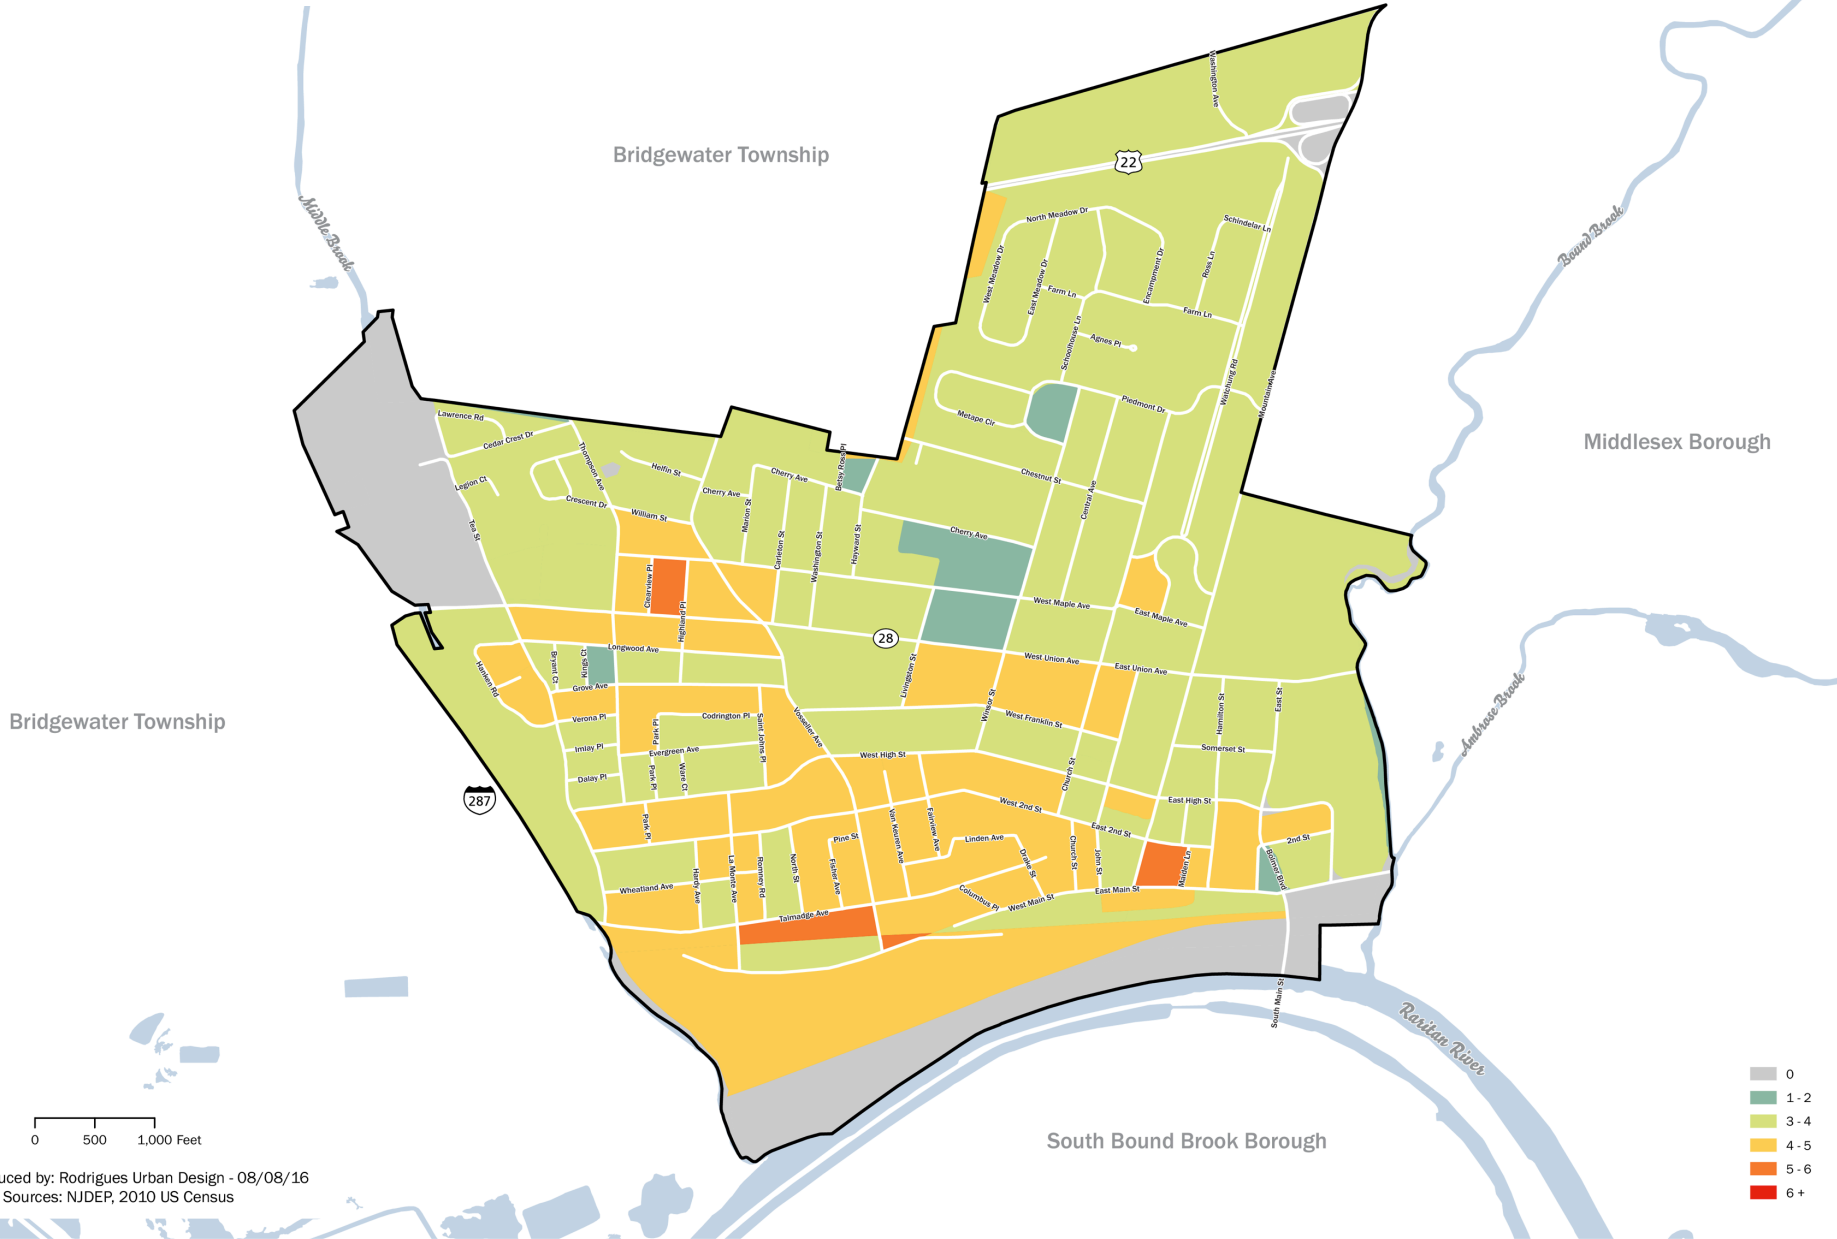 Washington Ave
22
Bridgewater Township
Middle Brook
Bound Brook
North Meadow Dr
Schindelar Ln
West Meadow Dr
East Meadow Dr
Encampment Dr
Ross Ln
Farm Ln
Farm Ln
Schoolhouse Ln
Agnes Pl
Watchung Rd
Mountain Ave
Piedmont Dr
Metape Cir
Middlesex Borough
Lawrence Rd
Cedar Crest Dr
Thompson Ave
Helfin St
Cherry Ave
Betsy Ross Pl
Chestnut St
Legion Ct
Crescent Dr
Cherry Ave
Central Ave
William St
Marion St
Tea St
Carleton St
Washington St
Hayward St
Cherry Ave
Clearview Pl
Highland Pl
West Maple Ave
East Maple Ave
28
Longwood Ave
Bryant Ct
Kings Ct
Hanken Rd
Grove Ave
West Union Ave
East Union Ave
Livingston St
Winsor St
Hamilton St
East St
Ambrose Brook
Bridgewater Township
Verona Pl
Codrington Pl
Park Pl
Saint Johns Pl
Vosseller Ave
West Franklin St
Imlay Pl
Evergreen Ave
West High St
Somerset St
Dalay Pl
Park Pl
Ware Ct
Church St
287
West 2nd St
East High St
Park Pl
Van Keuren Ave
Fairview Ave
East 2nd St
Pine St
Linden Ave
2nd St
Hardy Ave
La Monte Ave
Romney Rd
North St
Fisher Ave
Drake St
Church St
John St
Maiden Ln
Bolmer Blvd
Wheatland Ave
Columbus Pl
East Main St
West Main St
Talmadge Ave
South Main St
Raritan River
South Bound Brook Borough
0
1 - 2
3 - 4
4 - 5
5 - 6
6 +
0 500 1,000 Feet
uced by: Rodrigues Urban Design - 08/08/16
Sources: NJDEP, 2010 US Census